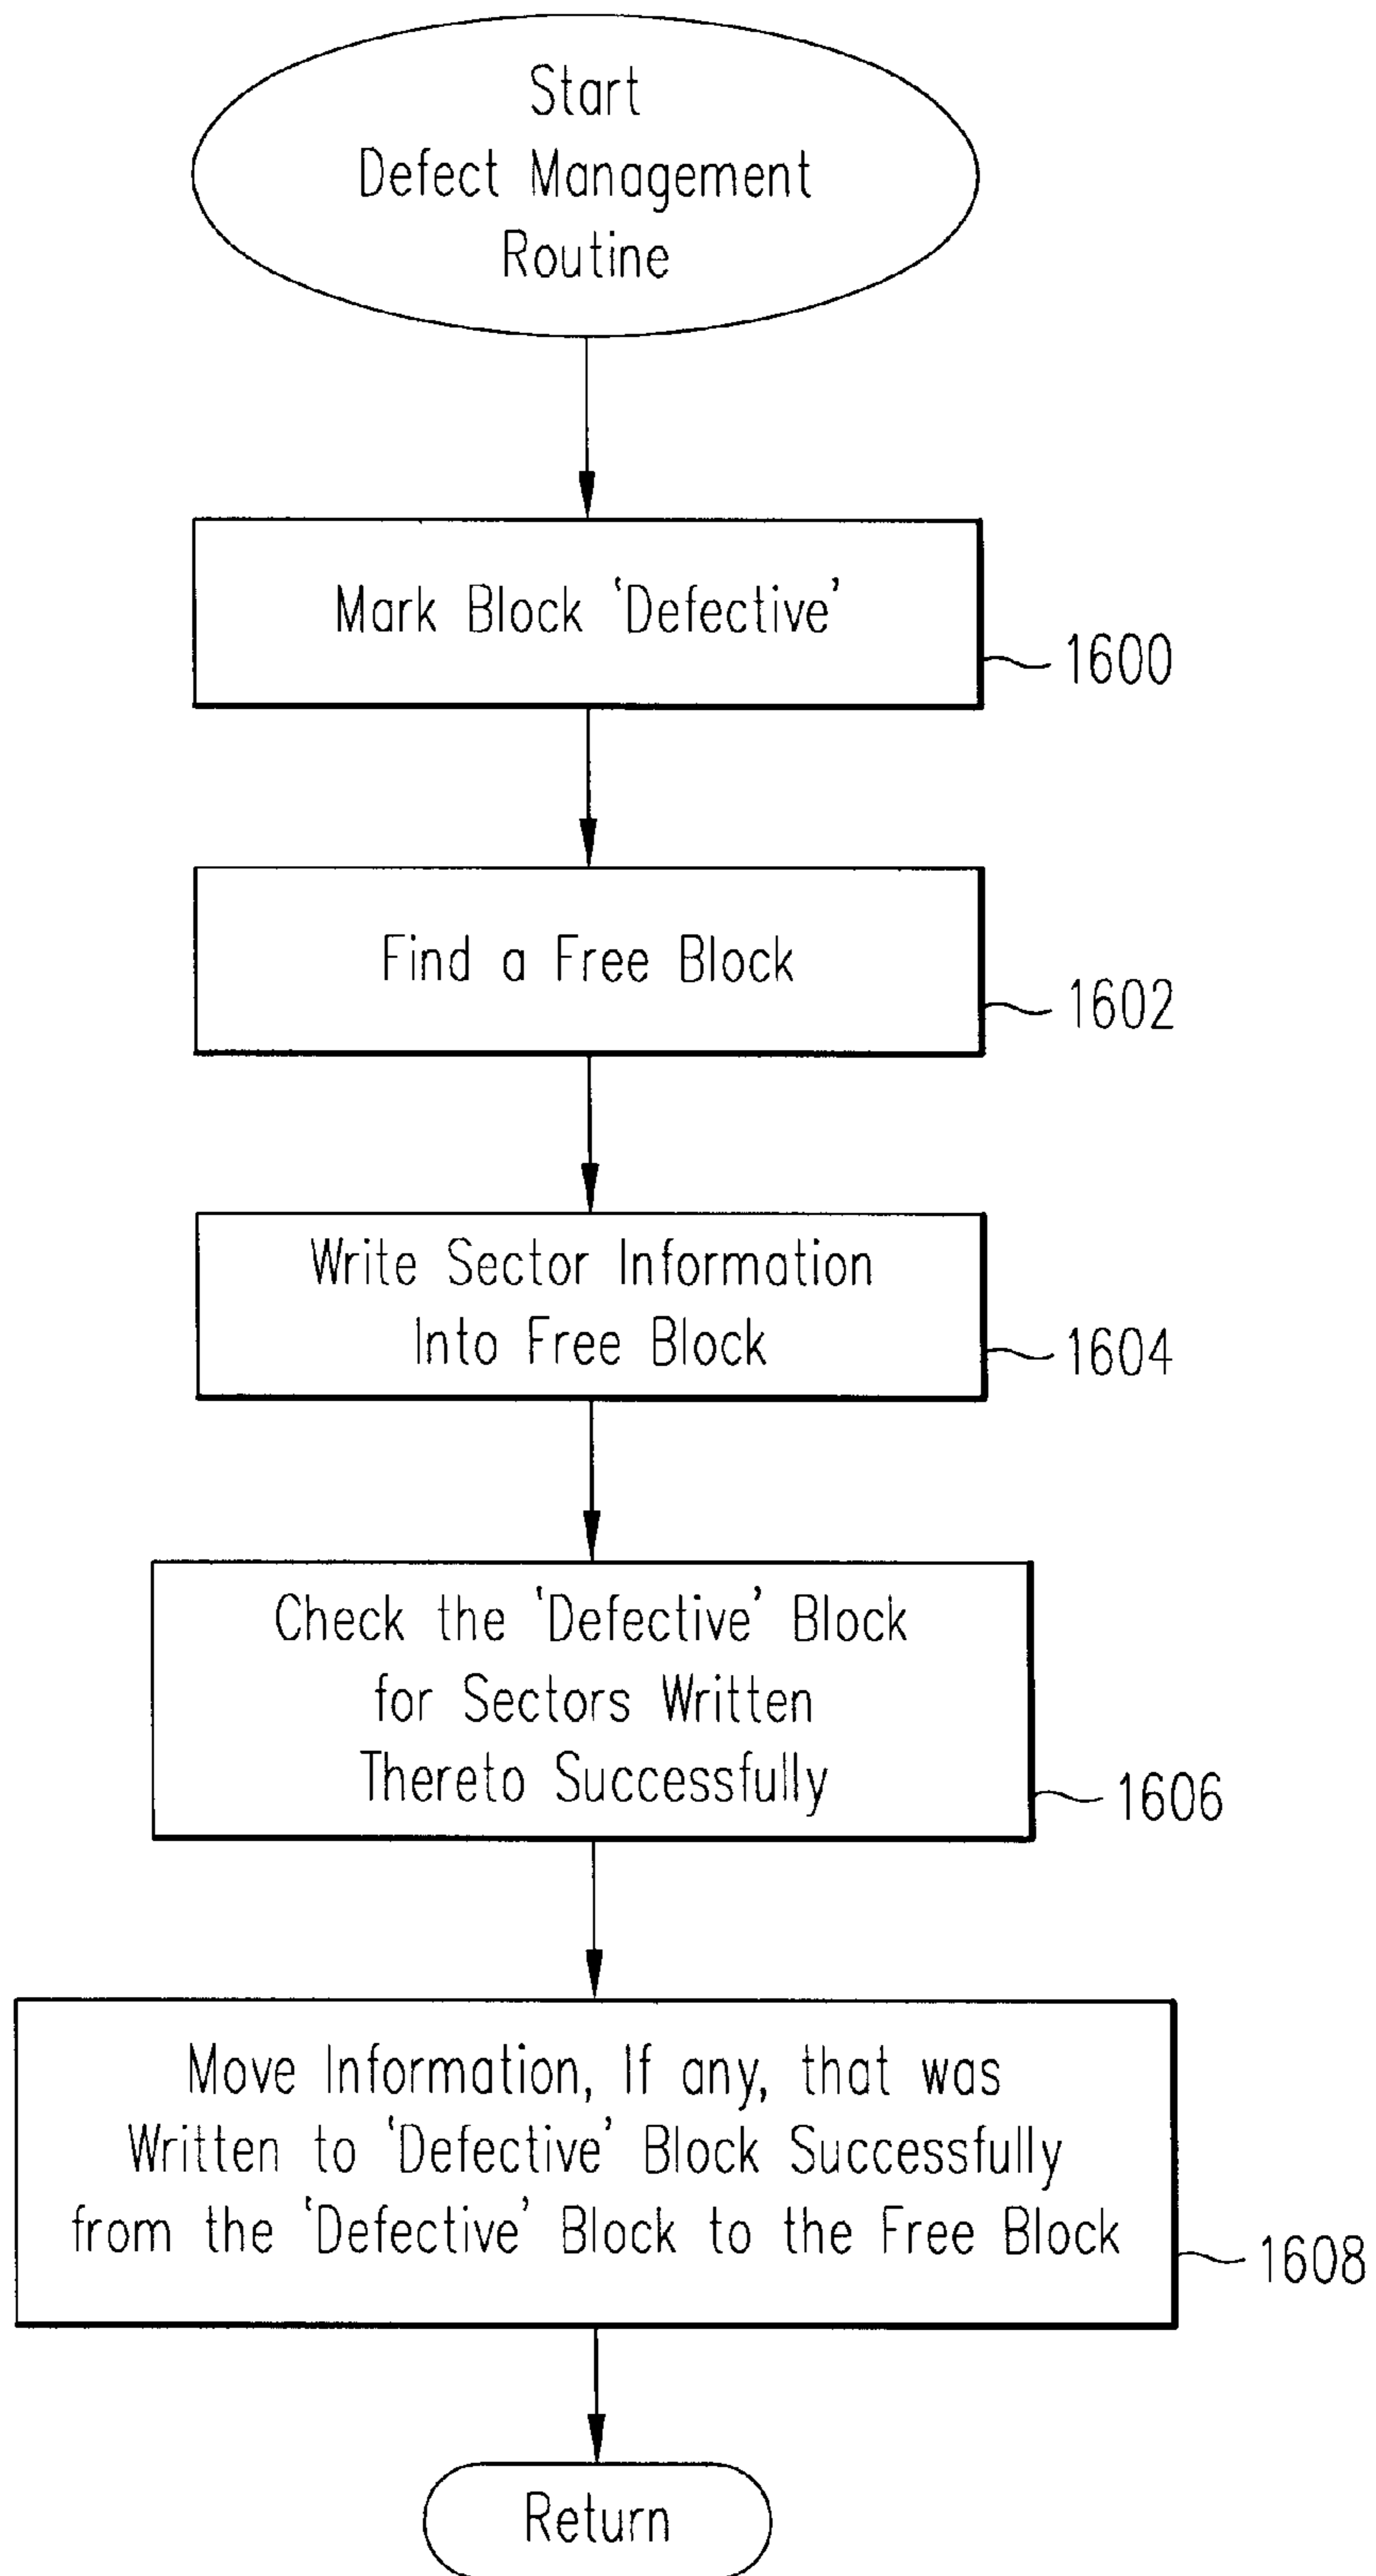 Start
Defect Management
Routine
Mark Block 'Defective'
1600
Find a Free Block
1602
Write Sector Information
Into Free Block
1604
Check the 'Defective' Block
for Sectors Written
Thereto Successfully
1606
Move Information, If any, that was
Written to 'Defective' Block Successfully
from the 'Defective' Block to the Free Block
1608
Return